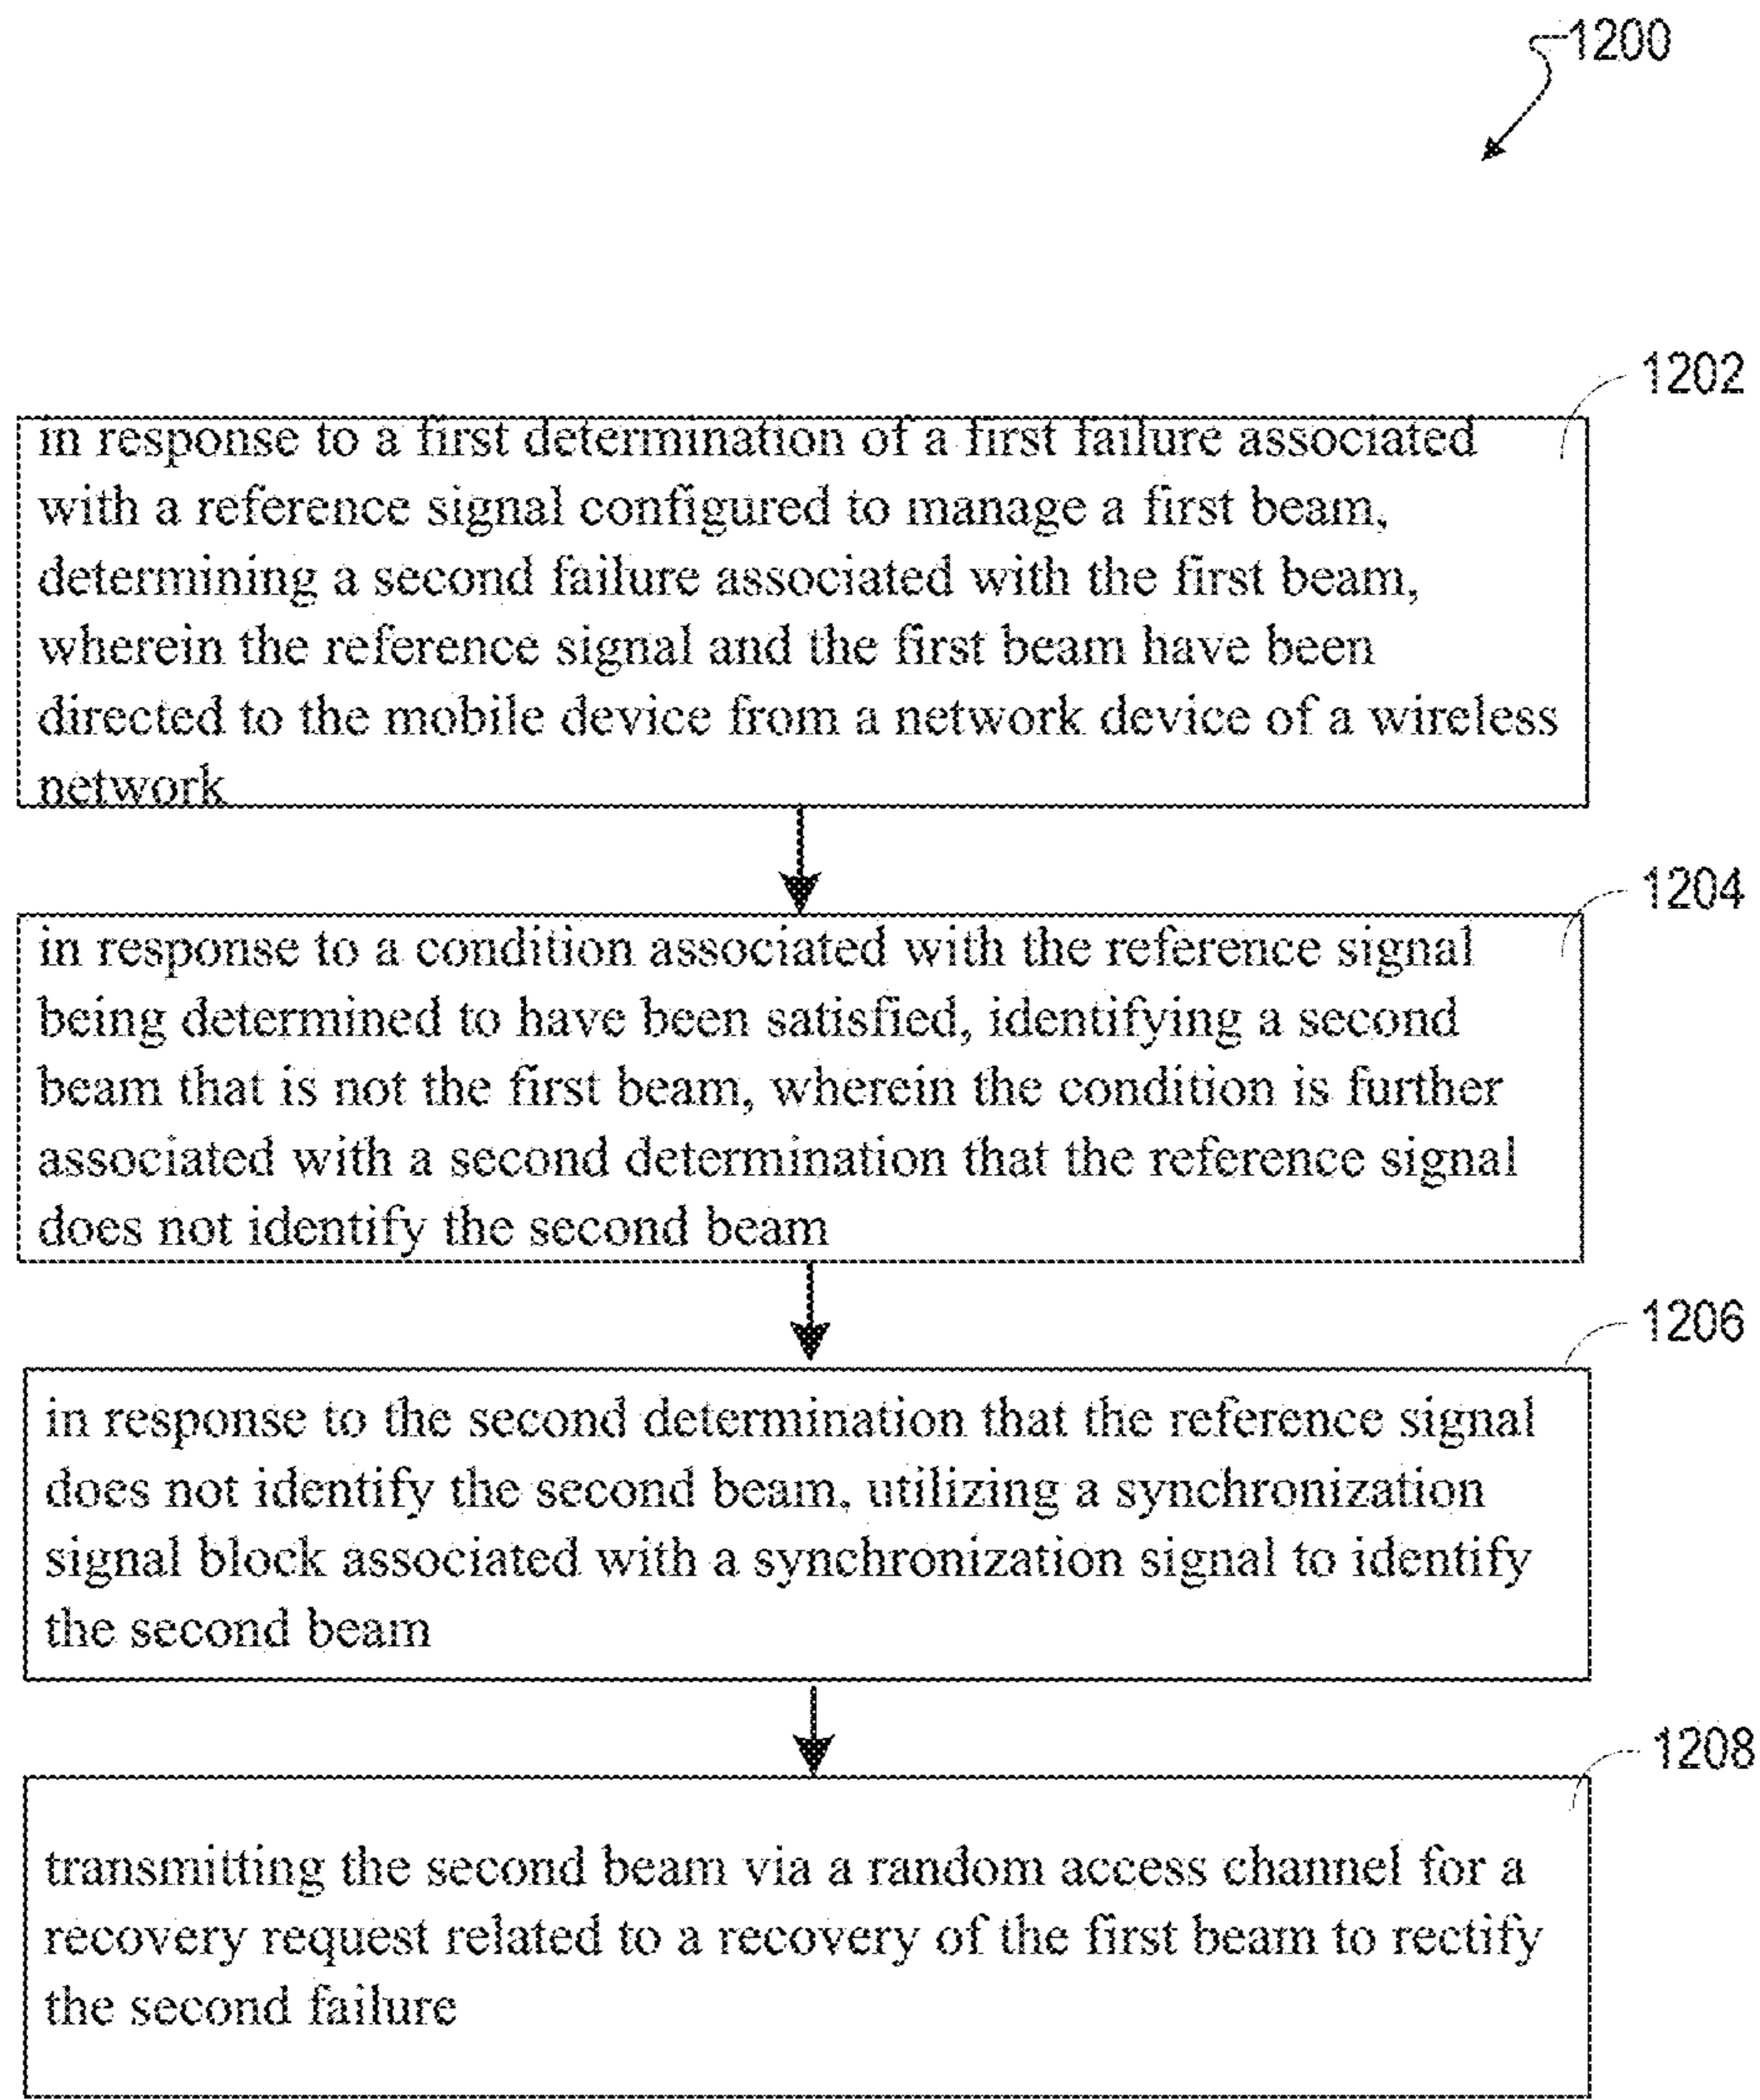 1200
1202
in response to a first determination of a first failure associated
with a reference signal configured to manage a first beam,
determining a second failure associated with the first beam,
wherein the reference signal and the first beam have been
directed to the mobile device from a network device of a wireless
network
1204
in response to a condition associated with the reference signal
being determined to have been satisfied, identifying a second
beam that is not the first beam, wherein the condition is further
associated with a second determination that the reference signal
does not identify the second beam
1206
in response to the second determination that the reference signal
does not identify the second beam, utilizing a synchronization
signal block associated with a synchronization signal to identify
the second beam
1208
transmitting the second beam via a random access channel for a
recovery request related to a recovery of the first beam to rectify
the second failure